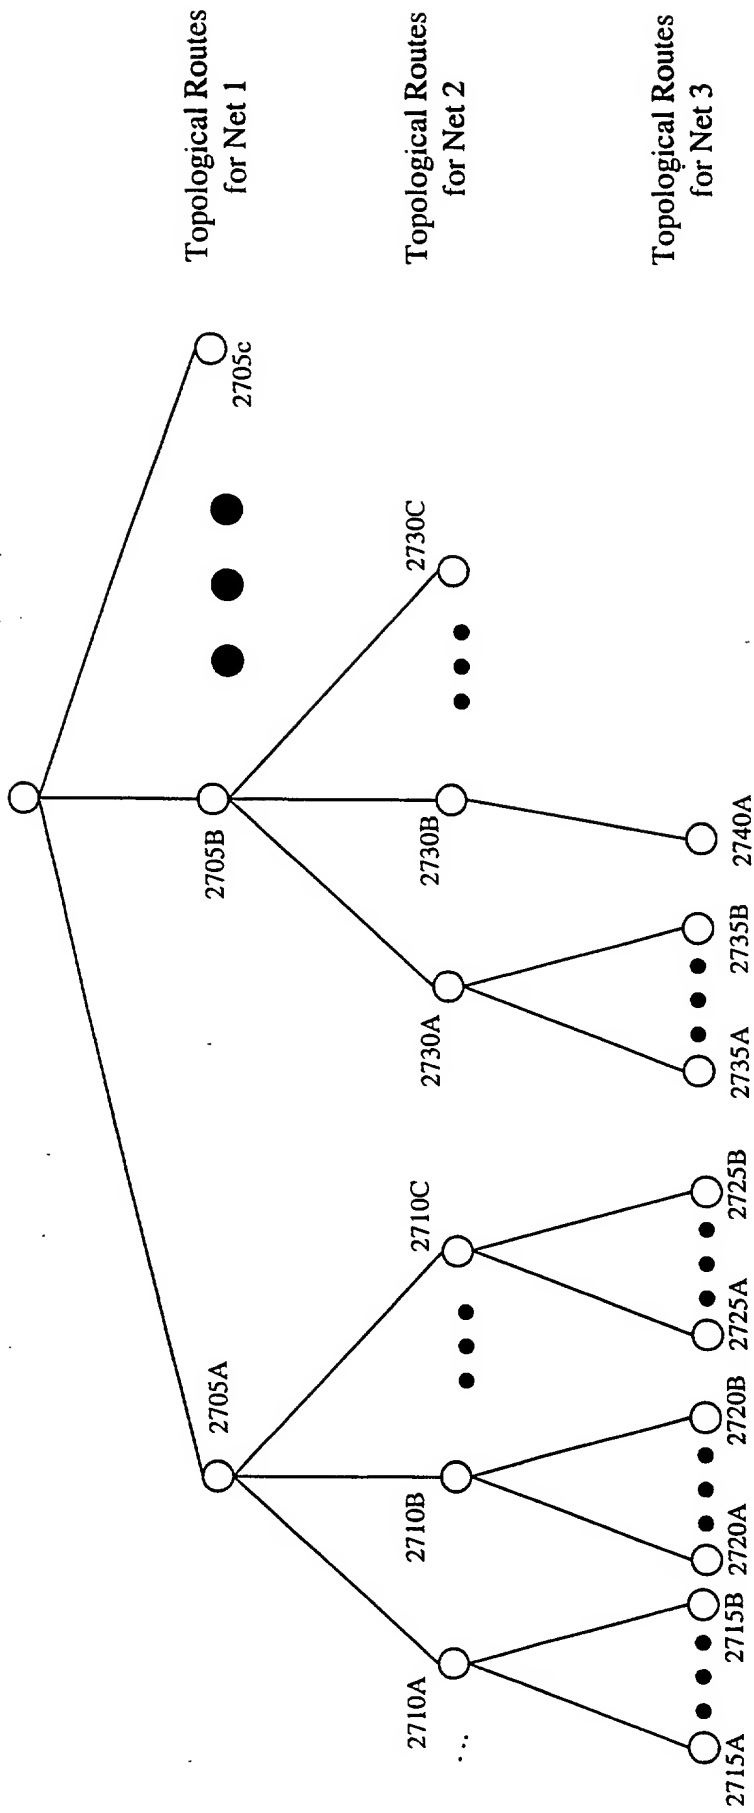 Topological Routes
for Net 1
2705A
2705B
2705c
Topological Routes
for Net 2
2710A
2710B
2710C
2730A
2730B
2730C
Topological Routes
for Net 3
2715A
2715B
2720A
2720B
2725A
2725B
2735A
2735B
2740A